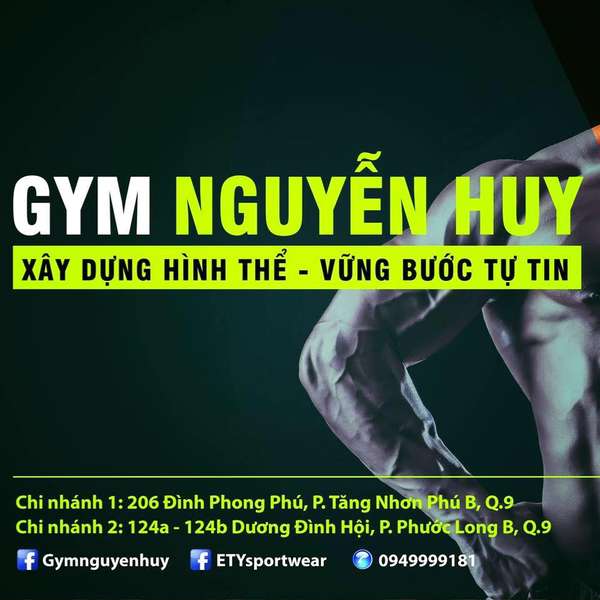 GYM NGUYỄN HUY
XÂY DỰNG HÌNH THỂ - VỮNG BƯỚC TỰ TIN
Chi nhánh 1: 206 Đình Phong Phú, P. Tăng Nhơn Phú B, Q.9
Chi nhánh 2: 124a - 124b Dương Đình Hội, P. Phước Long B, Q.9
f Gymnguyenhuy f ETYsportwear 0949999181